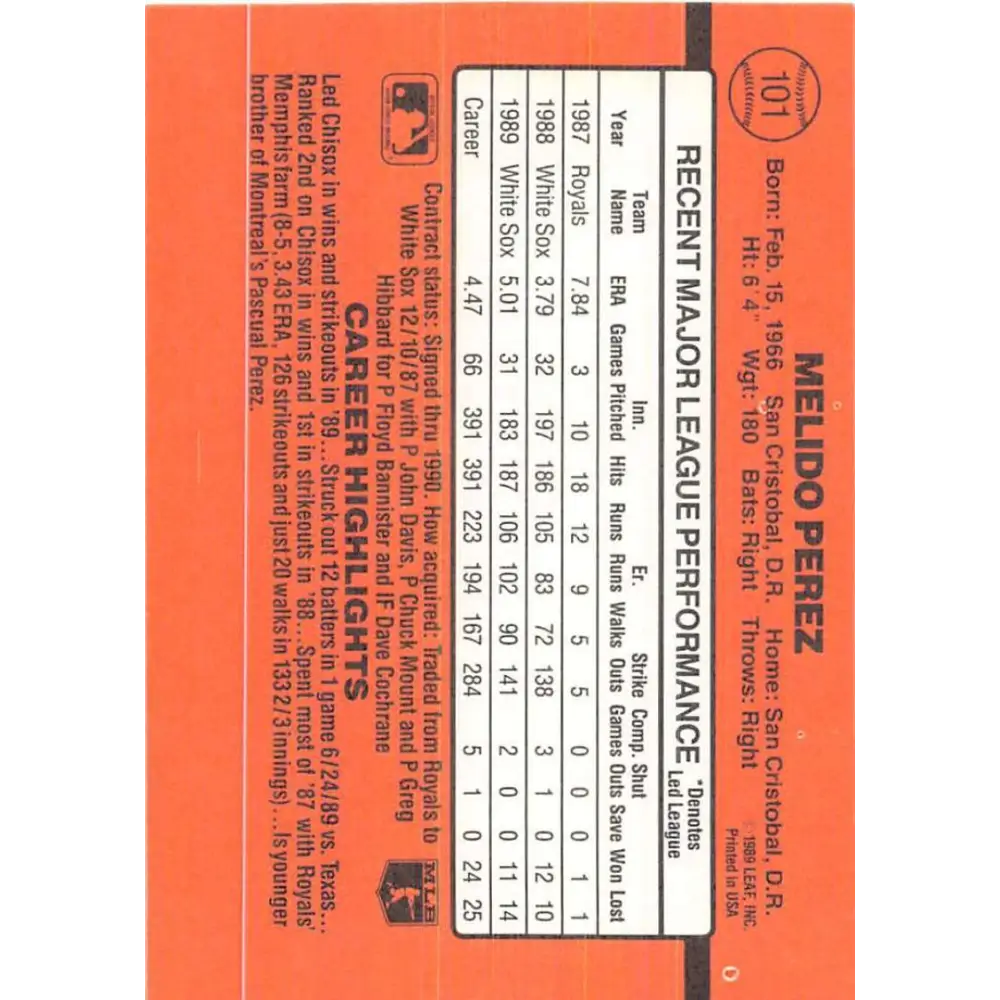 101
MELIDO PEREZ
Born: Feb. 15, 1966 San Cristobal, D.R. Home: San Cristobal, D.R.
Ht: 6' 4" Wgt: 180 Bats: Right Throws: Right
© 1989 LEAF, INC.
Printed in USA
RECENT MAJOR LEAGUE PERFORMANCE *Denotes
Led League
Team Inn. Er. Strike Comp. Shut
Year Name ERA Games Pitched Hits Runs Runs Walks Outs Games Outs Save Won Lost
1987 Royals 7.84 3 10 18 12 9 5 5 0 0 0 1 1
1988 White Sox 3.79 32 197 186 105 83 72 138 3 1 0 12 10
1989 White Sox 5.01 31 183 187 106 102 90 141 2 0 0 11 14
Career 4.47 66 391 391 223 194 167 284 5 1 0 24 25
Contract status: Signed thru 1990. How acquired: Traded from Royals to
White Sox 12/10/87 with P John Davis, P Chuck Mount and P Greg
Hibbard for P Floyd Bannister and IF Dave Cochrane
MLB
CAREER HIGHLIGHTS
Led Chisox in wins and strikeouts in '89...Struck out 12 batters in 1 game 6/24/89 vs. Texas...
Ranked 2nd on Chisox in wins and 1st in strikeouts in '88...Spent most of '87 with Royals'
Memphis farm (8-5, 3.43 ERA, 126 strikeouts and just 20 walks in 133 2/3 innings)...Is younger
brother of Montreal's Pascual Perez.